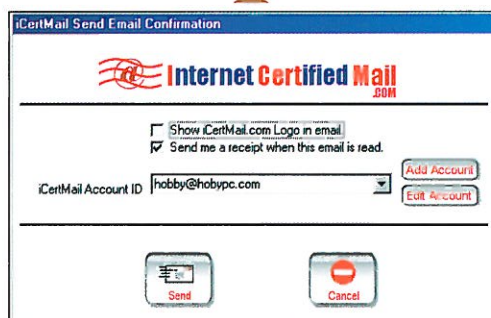 iCertMail Send Email Confirmation
Internet Certified Mail
.COM
Show iCertMail.com Logo in email.
Send me a receipt when this email is read.
iCertMail Account ID
hobby@hobypc.com
Add Account
Edit Account
Send
Cancel